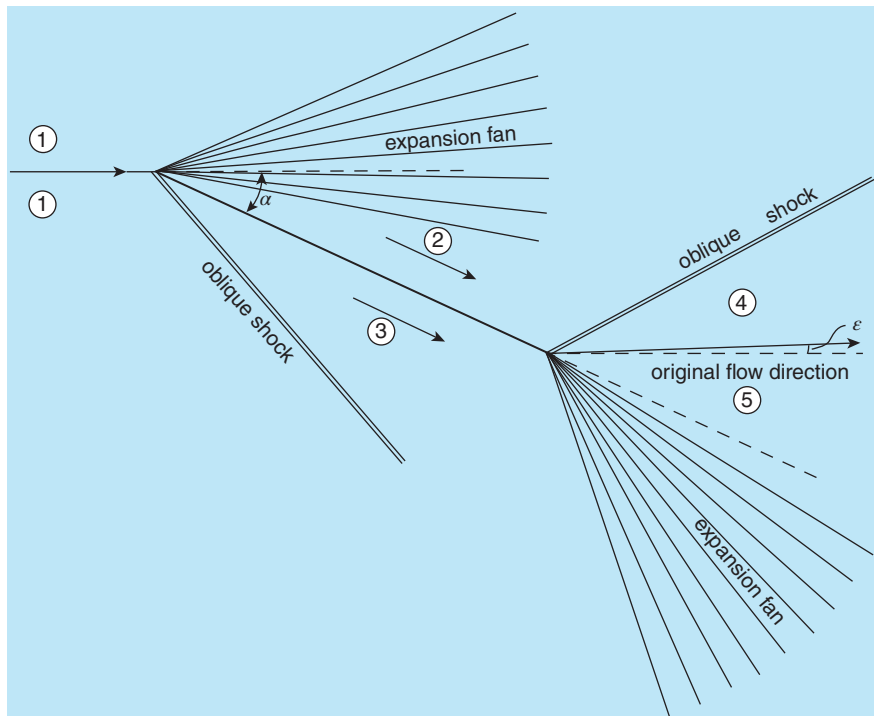 1
expansion fan
1
α
2
oblique shock
oblique shock
3
4
ε
original flow direction
5
expansion fan